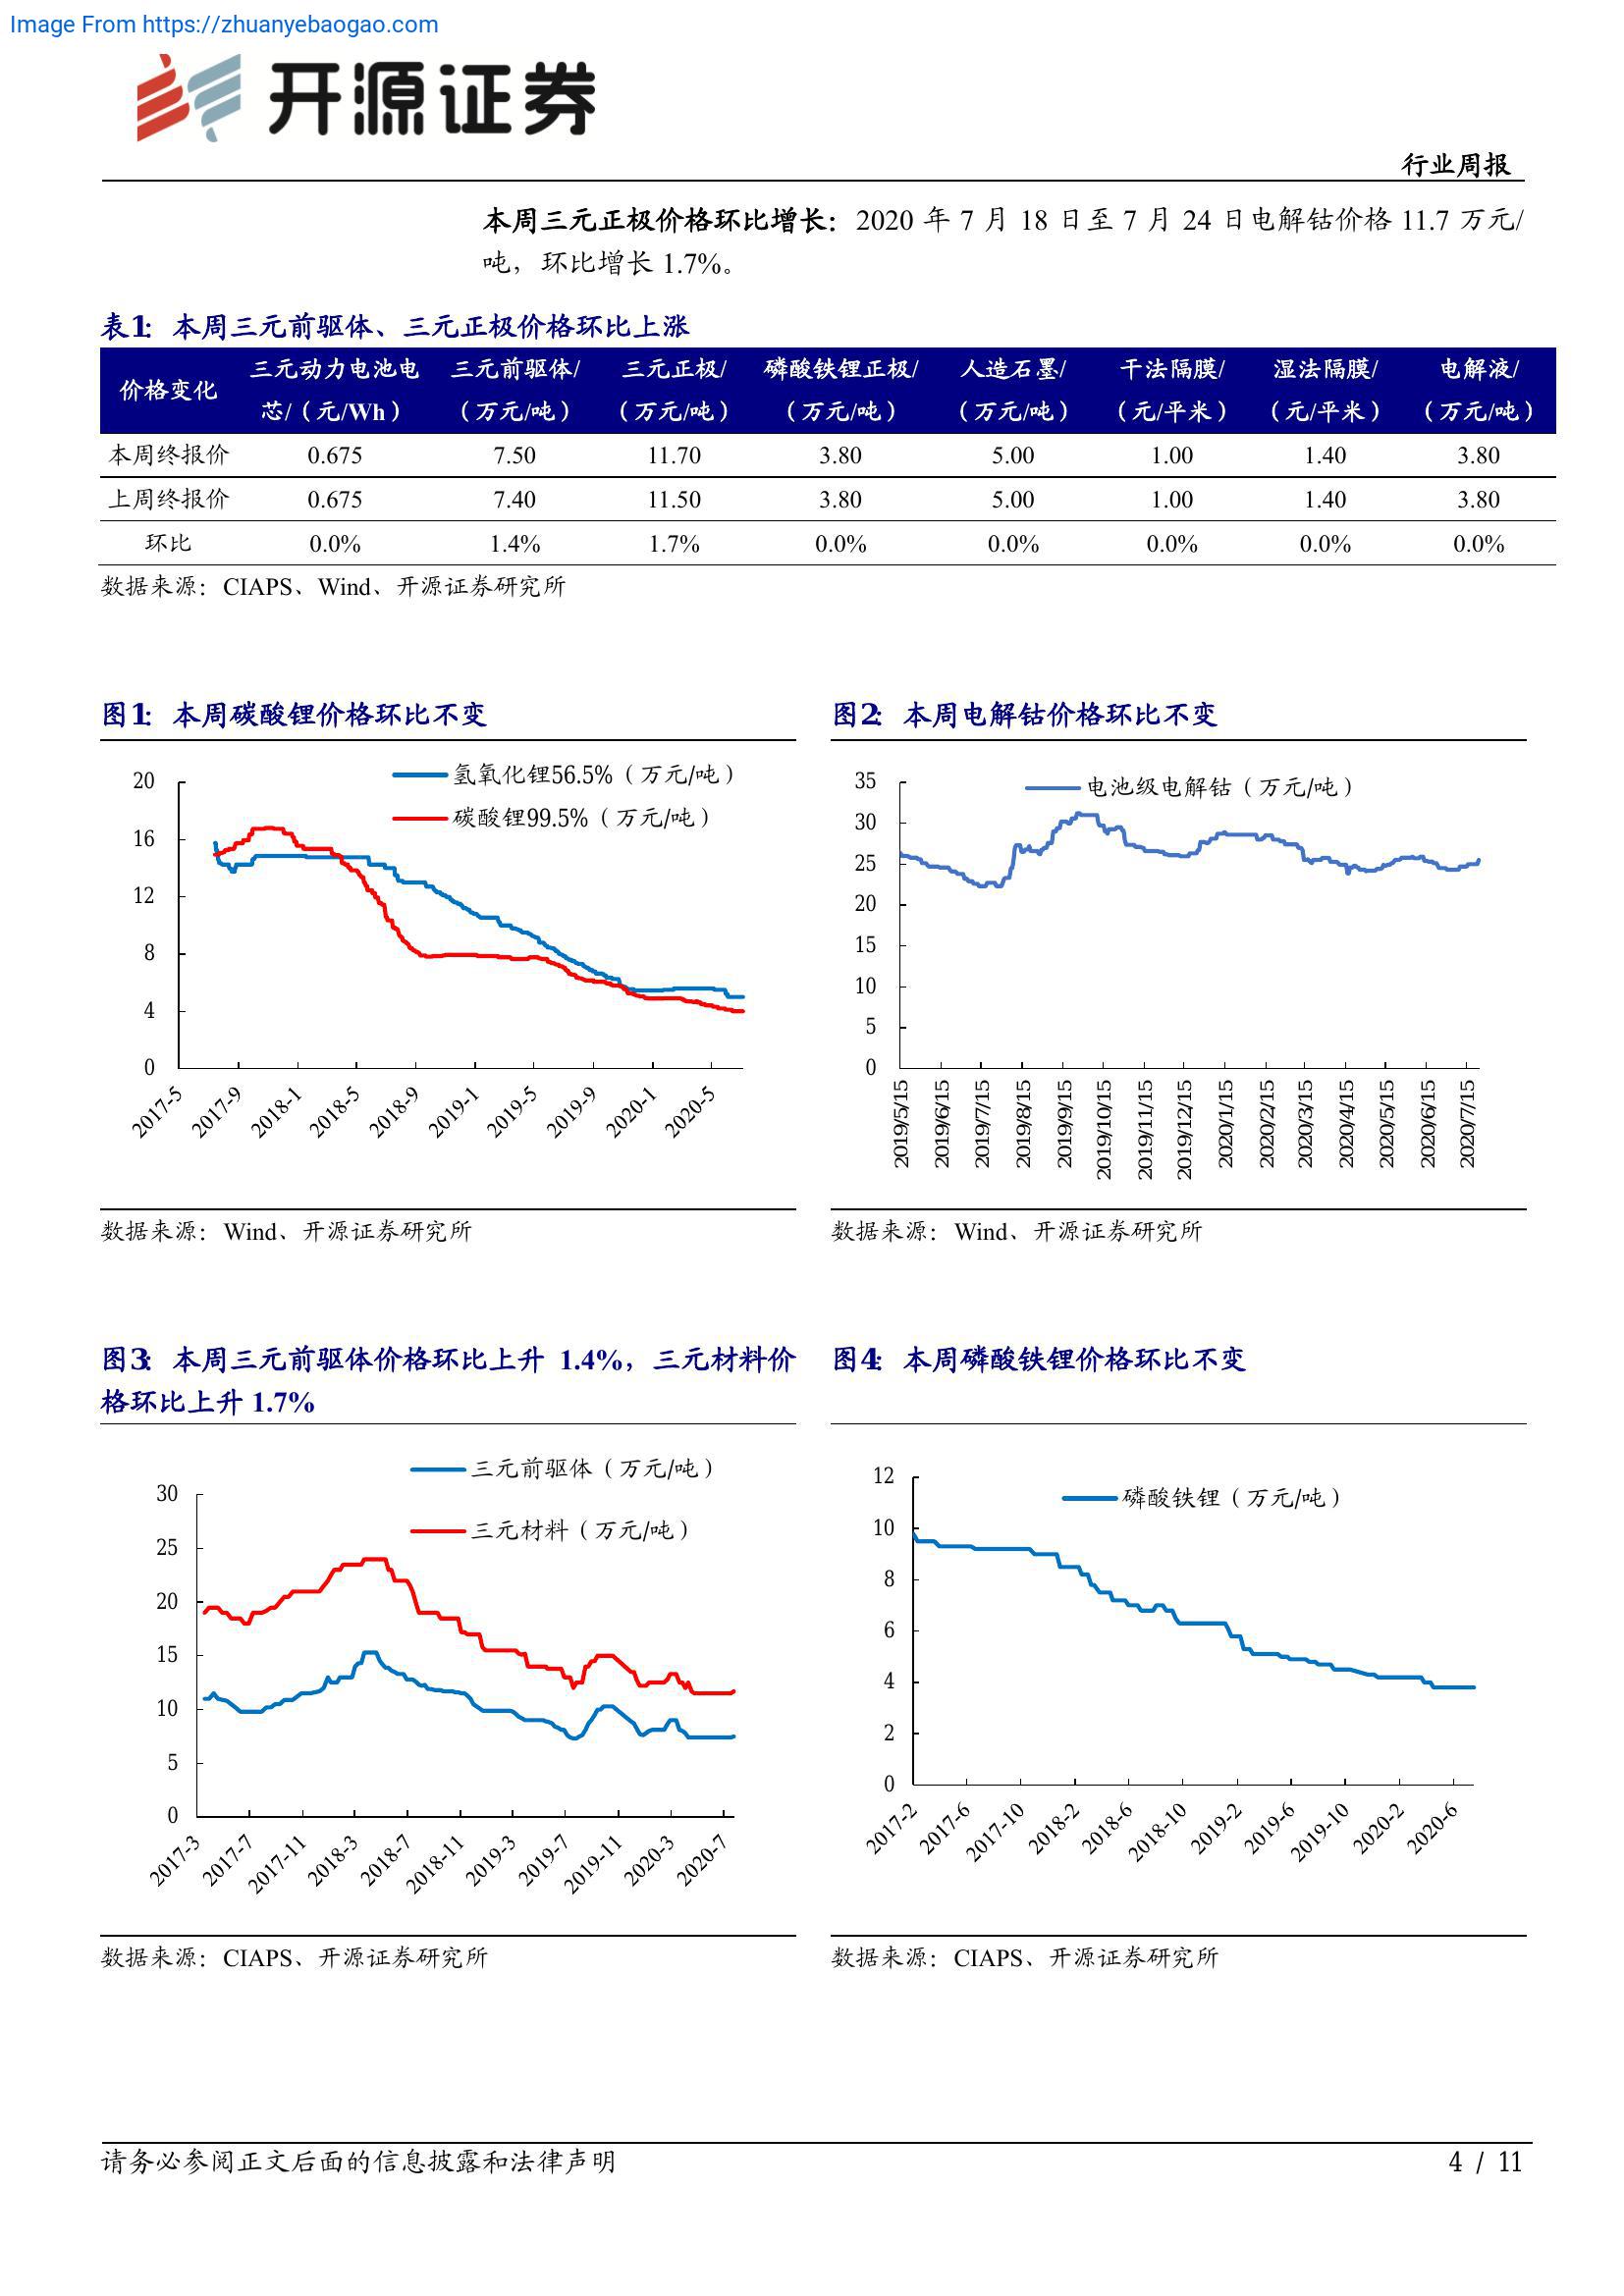 Image From https://zhuanyebaogao.com
开源证券
行业周报
本周三元正极价格环比增长：2020 年 7 月 18 日至 7 月 24 日电解钴价格 11.7 万元/
吨，环比增长 1.7%。
表1： 本周三元前驱体、三元正极价格环比上涨
价格变化 三元动力电池电芯/（元/Wh） 三元前驱体/（万元/吨） 三元正极/（万元/吨） 磷酸铁锂正极/（万元/吨） 人造石墨/（万元/吨） 干法隔膜/（元/平米） 湿法隔膜/（元/平米） 电解液/（万元/吨）
本周终报价 0.675 7.50 11.70 3.80 5.00 1.00 1.40 3.80
上周终报价 0.675 7.40 11.50 3.80 5.00 1.00 1.40 3.80
环比 0.0% 1.4% 1.7% 0.0% 0.0% 0.0% 0.0% 0.0%
数据来源：CIAPS、Wind、开源证券研究所
图1： 本周碳酸锂价格环比不变
氢氧化锂56.5%（万元/吨）
碳酸锂99.5%（万元/吨）
20
16
12
8
4
0
2017-5 2017-9 2018-1 2018-5 2018-9 2019-1 2019-5 2019-9 2020-1 2020-5
数据来源：Wind、开源证券研究所
图2： 本周电解钴价格环比不变
电池级电解钴（万元/吨）
35
30
25
20
15
10
5
0
2019/5/15 2019/6/15 2019/7/15 2019/8/15 2019/9/15 2019/10/15 2019/11/15 2019/12/15 2020/1/15 2020/2/15 2020/3/15 2020/4/15 2020/5/15 2020/6/15 2020/7/15
数据来源：Wind、开源证券研究所
图3： 本周三元前驱体价格环比上升 1.4%，三元材料价
格环比上升 1.7%
三元前驱体（万元/吨）
三元材料（万元/吨）
30
25
20
15
10
5
0
2017-3 2017-7 2017-11 2018-3 2018-7 2018-11 2019-3 2019-7 2019-11 2020-3 2020-7
数据来源：CIAPS、开源证券研究所
图4： 本周磷酸铁锂价格环比不变
磷酸铁锂（万元/吨）
12
10
8
6
4
2
0
2017-2 2017-6 2017-10 2018-2 2018-6 2018-10 2019-2 2019-6 2019-10 2020-2 2020-6
数据来源：CIAPS、开源证券研究所
请务必参阅正文后面的信息披露和法律声明
4 / 11